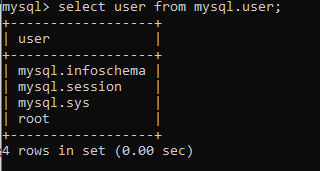 mysql> select user from mysql.user;
+------------------+
| user             |
+------------------+
| mysql.infoschema |
| mysql.session    |
| mysql.sys        |
| root             |
+------------------+
4 rows in set (0.00 sec)